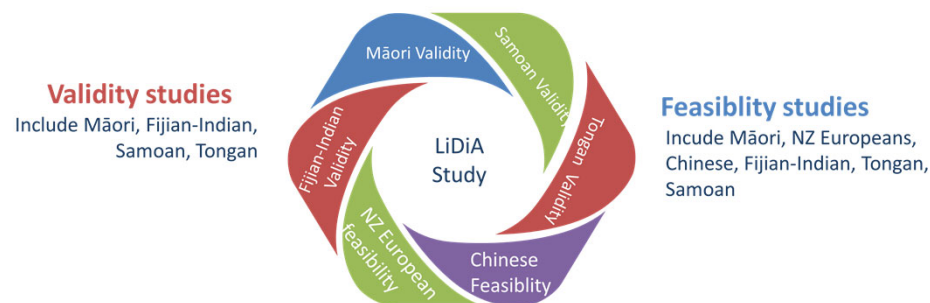 Validity studies
Include Māori, Fijian-Indian,
Samoan, Tongan
Māori Validity
Samoan Validity
Tongan Validity
Chinese
Feasiblity
NZ European
feasibility
Fijian-Indian
Validity
LiDiA
Study
Feasiblity studies
Incude Māori, NZ Europeans,
Chinese, Fijian-Indian, Tongan,
Samoan